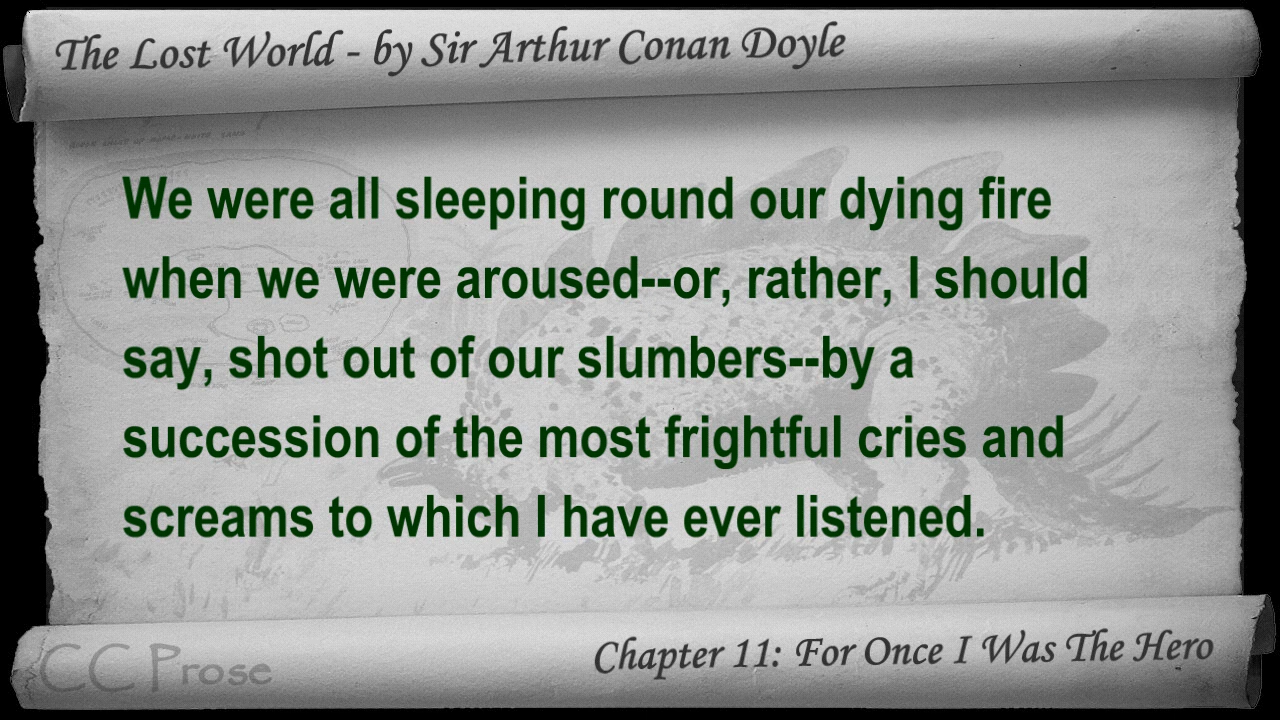 The Lost World - by Sir Arthur Conan Doyle
We were all sleeping round our dying fire
when we were aroused--or, rather, I should
say, shot out of our slumbers--by a
succession of the most frightful cries and
screams to which I have ever listened.
CC Prose
Chapter 11: For Once I Was The Hero